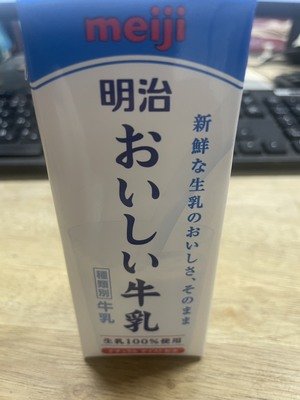 meiji
明治
おいしい牛乳
新鮮な生乳のおいしさ、そのまま
種類別 牛乳
生乳100%使用